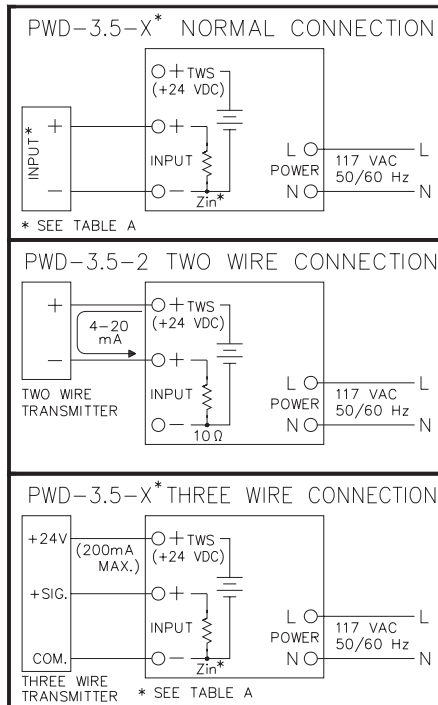 PWD-3.5-X* NORMAL CONNECTION
+ TWS
(+24 VDC)
INPUT*
+
+
INPUT
L
L
POWER
117 VAC
50/60 Hz
−
−
Zin*
N
N
* SEE TABLE A
PWD-3.5-2 TWO WIRE CONNECTION
+
+ TWS
(+24 VDC)
4-20
mA
−
+
TWO WIRE
TRANSMITTER
INPUT
−
10Ω
L
L
POWER
117 VAC
50/60 Hz
N
N
PWD-3.5-X* THREE WIRE CONNECTION
+24V
+ TWS
(200mA
MAX.)
(+24 VDC)
+SIG.
+
INPUT
L
L
POWER
117 VAC
50/60 Hz
COM.
−
Zin*
N
N
THREE WIRE
TRANSMITTER
* SEE TABLE A